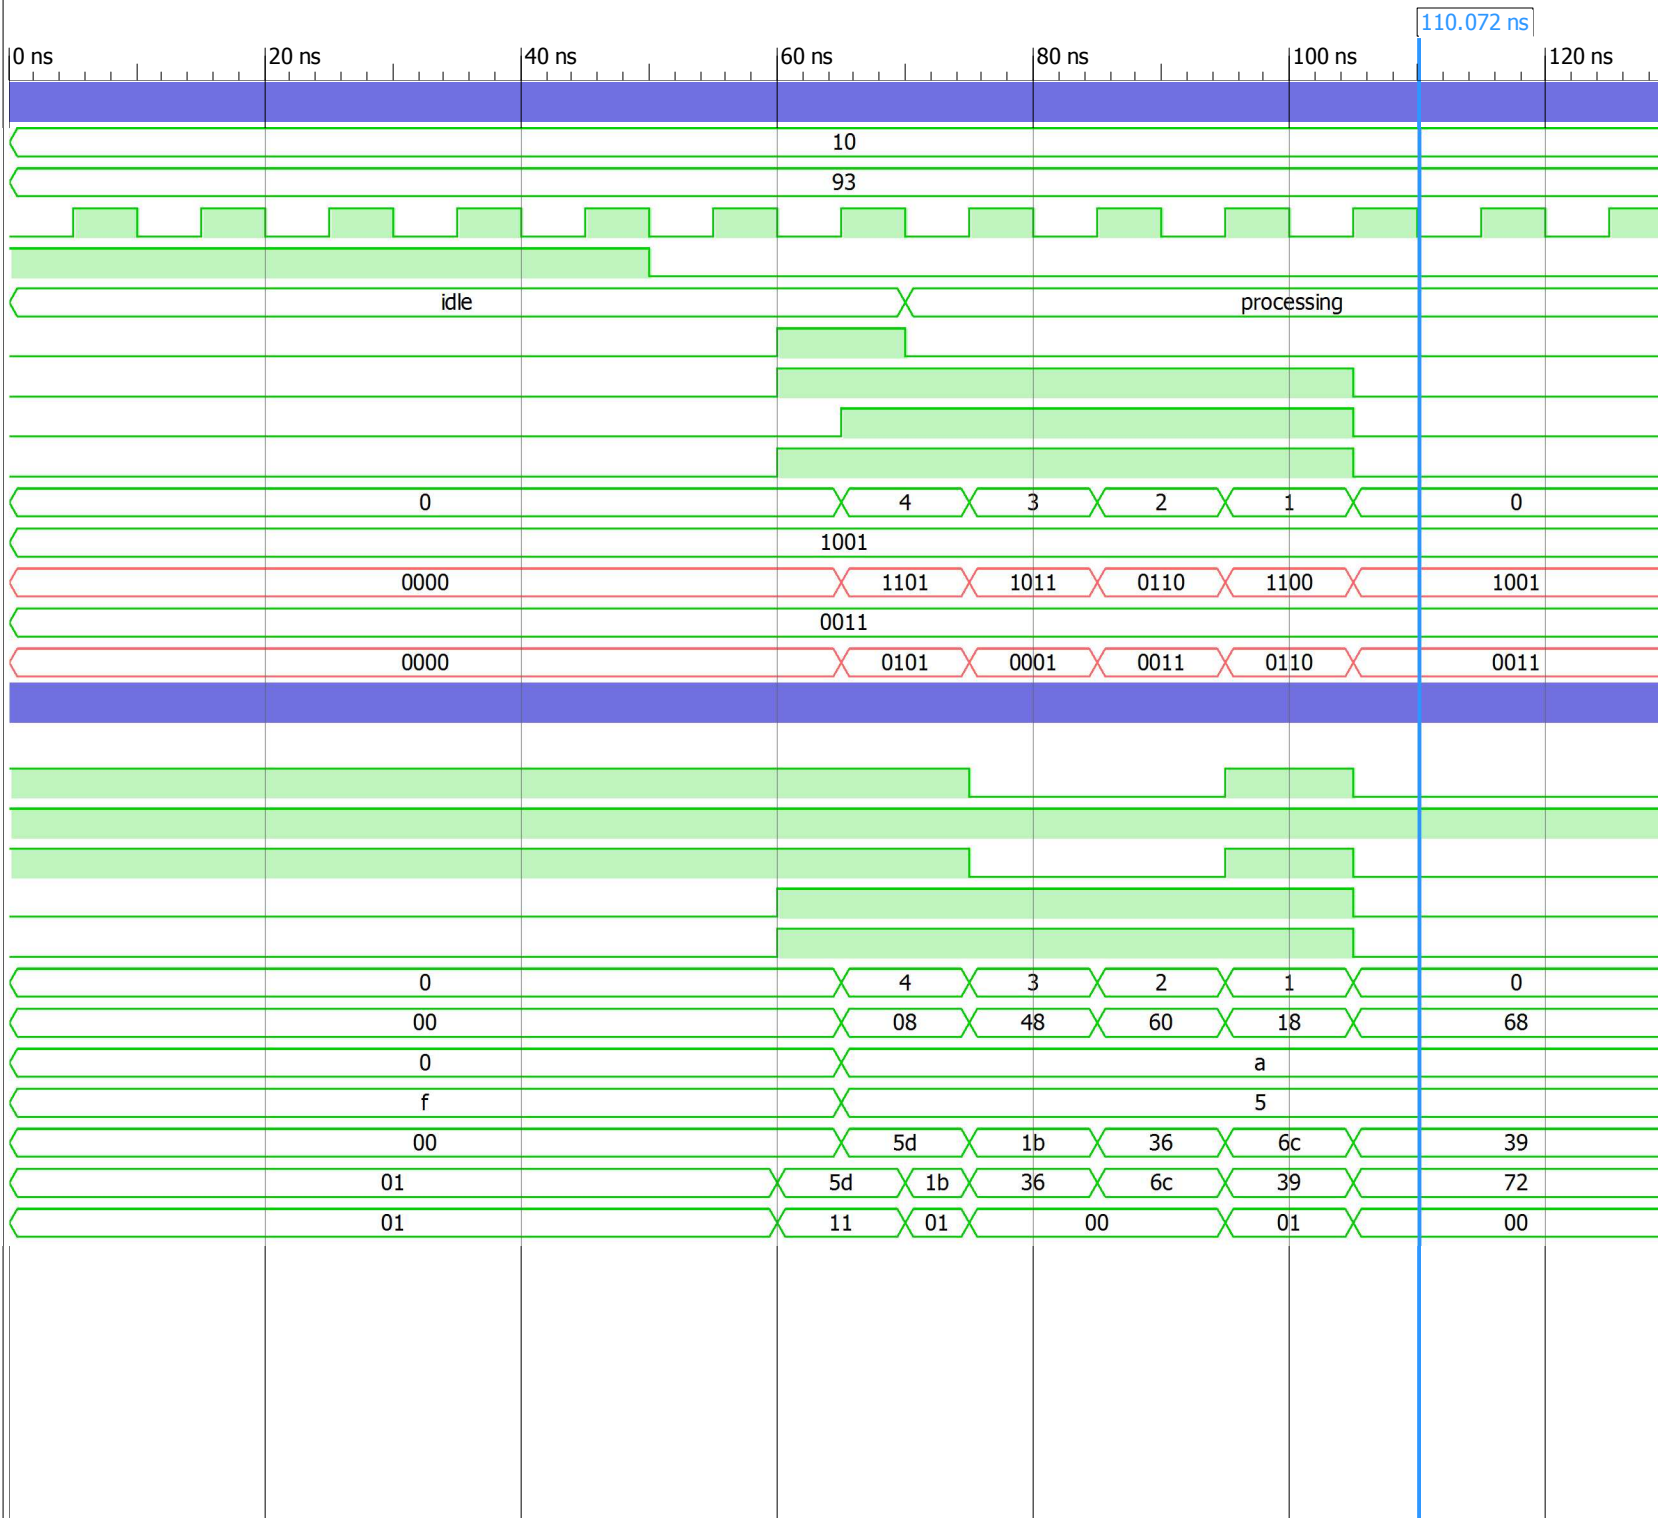 110.072 ns
0 ns 20 ns 40 ns 60 ns 80 ns 100 ns 120 ns
10
93
idle processing
0 4 3 2 1 0
1001
0000 1101 1011 0110 1100 1001
0011
0000 0101 0001 0011 0110 0011
0 4 3 2 1 0
00 08 48 60 18 68
0 a
f 5
00 5d 1b 36 6c 39
01 5d 1b 36 6c 39 72
01 11 01 00 01 00